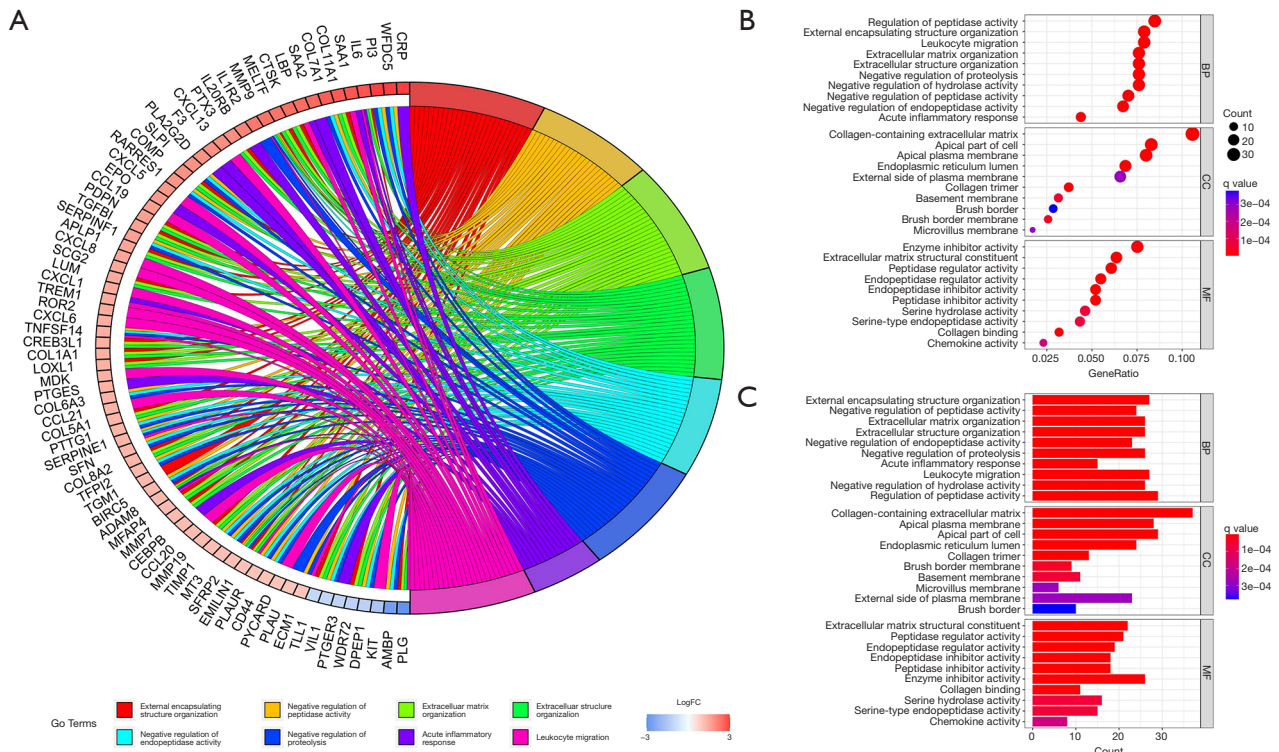 A
CRP
PI3
WFDC5
IL6
SAA1
COL11A1
COL7A1
SAA2
LBP
CTSK
MELTF
MMP9
IL1R2
IL20RB
PTX3
CXCL13
F3
PLA2G2D
SLPI
COMP
RARRES1
CXCL5
EPO
CCL19
PDPN
TGFBI
SERPINF1
APLP1
CXCL8
SCG2
LUM
CXCL1
TREM1
ROR2
CXCL6
TNFSF14
CREB3L1
COL1A1
LOXL1
MDK
PTGES
COL6A3
CCL21
COL5A1
PTTG1
SERPINE1
SFN
COL8A2
TFPI2
TGM1
BIRC5
ADAM8
MFAP4
MMP7
CEBPB
CCL20
MMP19
TIMP1
MT3
SFRP2
EMILIN1
PLAUR
CD44
PYCARD
PLAU
ECM1
TLL1
VIL1
PTGER3
WDR72
DPEP1
KIT
AMBP
PLG
Go Terms
External encapsulating
structure organization
Negative regulation of
peptidase activity
Extracelluar matrix
organization
Extracelluar strucrure
organization
Negative regulation of
endopeptidase activity
Negative regulation of
proteolysis
Acute inflammatory
response
Leukocyte migration
LogFC
−3
3
B
Regulation of peptidase activity
External encapsulating structure organization
Leukocyte migration
Extracellular matrix organization
Extracellular structure organization
Negative regulation of proteolysis
Negative regulation of hydrolase activity
Negative regulation of peptidase activity
Negative regulation of endopeptidase activity
Acute inflammatory response
BP
Collagen-containing extracellular matrix
Apical part of cell
Apical plasma membrane
Endoplasmic reticulum lumen
External side of plasma membrane
Collagen trimer
Basement membrane
Brush border
Brush border membrane
Microvillus membrane
CC
Enzyme inhibitor activity
Extracellular matrix structural constituent
Peptidase regulator activity
Endopeptidase regulator activity
Endopeptidase inhibitor activity
Peptidase inhibitor activity
Serine hydrolase activity
Serine-type endopeptidase activity
Collagen binding
Chemokine activity
MF
0.025 0.050 0.075 0.100
GeneRatio
Count
10
20
30
q value
3e−04
2e−04
1e−04
C
External encapsulating structure organization
Negative regulation of peptidase activity
Extracellular matrix organization
Extracellular structure organization
Negative regulation of endopeptidase activity
Negative regulation of proteolysis
Acute inflammatory response
Leukocyte migration
Negative regulation of hydrolase activity
Regulation of peptidase activity
BP
Collagen-containing extracellular matrix
Apical plasma membrane
Apical part of cell
Endoplasmic reticulum lumen
Collagen trimer
Brush border membrane
Basement membrane
Microvillus membrane
External side of plasma membrane
Brush border
CC
Extracellular matrix structural constituent
Peptidase regulator activity
Endopeptidase regulator activity
Endopeptidase inhibitor activity
Peptidase inhibitor activity
Enzyme inhibitor activity
Collagen binding
Serine hydrolase activity
Serine-type endopeptidase activity
Chemokine activity
MF
0 10 20 30
Count
q value
1e−04
2e−04
3e−04